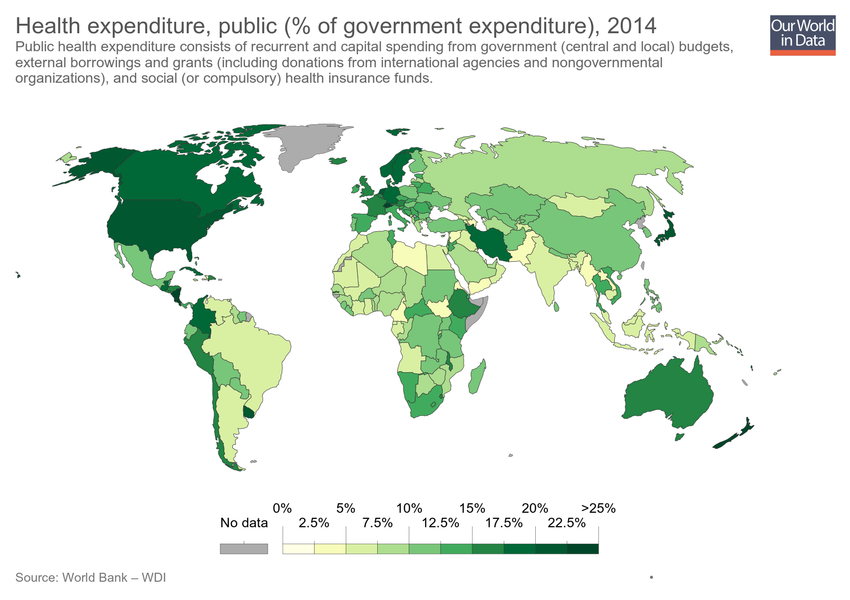 Health expenditure, public (% of government expenditure), 2014
Our World
in Data
Public health expenditure consists of recurrent and capital spending from government (central and local) budgets,
external borrowings and grants (including donations from international agencies and nongovernmental
organizations), and social (or compulsory) health insurance funds.
0% 5% 10% 15% 20% >25%
No data 2.5% 7.5% 12.5% 17.5% 22.5%
Source: World Bank – WDI